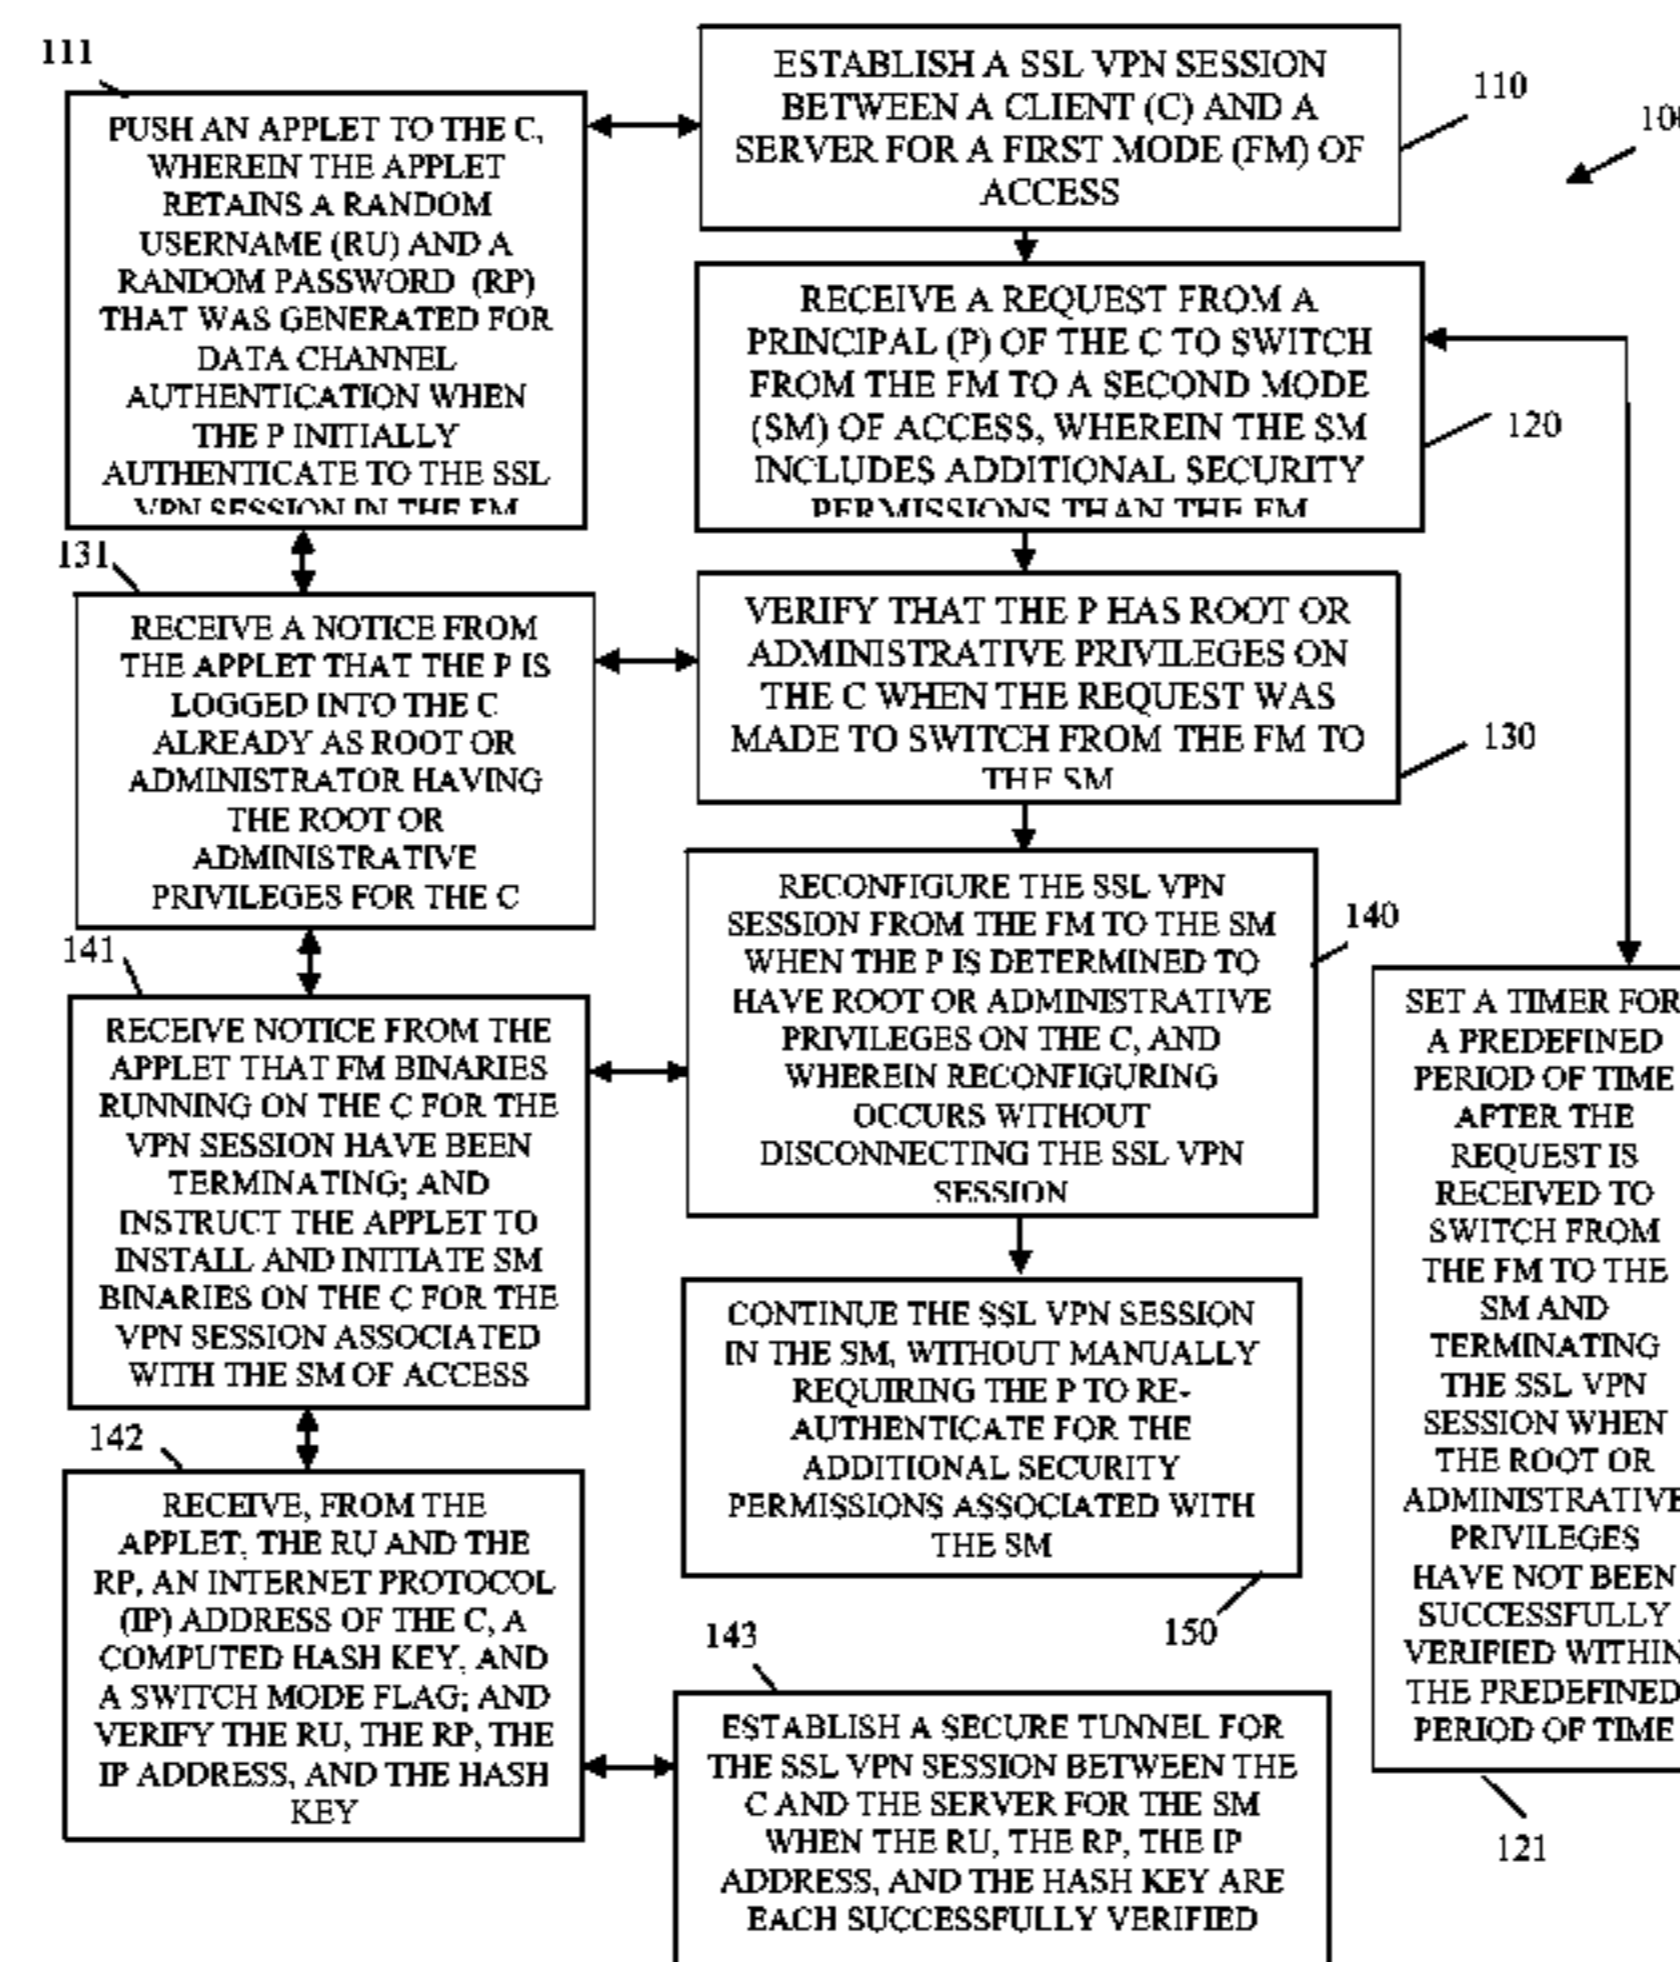 111
PUSH AN APPLET TO THE C,
WHEREIN THE APPLET
RETAINS A RANDOM
USERNAME (RU) AND A
RANDOM PASSWORD (RP)
THAT WAS GENERATED FOR
DATA CHANNEL
AUTHENTICATION WHEN
THE P INITIALLY
AUTHENTICATE TO THE SSL
VPN SESSION IN THE FM
ESTABLISH A SSL VPN SESSION
BETWEEN A CLIENT (C) AND A
SERVER FOR A FIRST MODE (FM) OF
ACCESS
110
RECEIVE A REQUEST FROM A
PRINCIPAL (P) OF THE C TO SWITCH
FROM THE FM TO A SECOND MODE
(SM) OF ACCESS, WHEREIN THE SM
INCLUDES ADDITIONAL SECURITY
PERMISSIONS THAN THE FM
120
131
RECEIVE A NOTICE FROM
THE APPLET THAT THE P IS
LOGGED INTO THE C
ALREADY AS ROOT OR
ADMINISTRATOR HAVING
THE ROOT OR
ADMINISTRATIVE
PRIVILEGES FOR THE C
VERIFY THAT THE P HAS ROOT OR
ADMINISTRATIVE PRIVILEGES ON
THE C WHEN THE REQUEST WAS
MADE TO SWITCH FROM THE FM TO
THE SM
130
141
RECEIVE NOTICE FROM THE
APPLET THAT FM BINARIES
RUNNING ON THE C FOR THE
VPN SESSION HAVE BEEN
TERMINATING; AND
INSTRUCT THE APPLET TO
INSTALL AND INITIATE SM
BINARIES ON THE C FOR THE
VPN SESSION ASSOCIATED
WITH THE SM OF ACCESS
RECONFIGURE THE SSL VPN
SESSION FROM THE FM TO THE SM
WHEN THE P IS DETERMINED TO
HAVE ROOT OR ADMINISTRATIVE
PRIVILEGES ON THE C, AND
WHEREIN RECONFIGURING
OCCURS WITHOUT
DISCONNECTING THE SSL VPN
SESSION
140
SET A TIMER FOR
A PREDEFINED
PERIOD OF TIME
AFTER THE
REQUEST IS
RECEIVED TO
SWITCH FROM
THE FM TO THE
SM AND
TERMINATING
THE SSL VPN
SESSION WHEN
THE ROOT OR
ADMINISTRATIVE
PRIVILEGES
HAVE NOT BEEN
SUCCESSFULLY
VERIFIED WITHIN
THE PREDEFINED
PERIOD OF TIME
121
CONTINUE THE SSL VPN SESSION
IN THE SM, WITHOUT MANUALLY
REQUIRING THE P TO RE-
AUTHENTICATE FOR THE
ADDITIONAL SECURITY
PERMISSIONS ASSOCIATED WITH
THE SM
150
142
RECEIVE, FROM THE
APPLET, THE RU AND THE
RP, AN INTERNET PROTOCOL
(IP) ADDRESS OF THE C, A
COMPUTED HASH KEY, AND
A SWITCH MODE FLAG; AND
VERIFY THE RU, THE RP, THE
IP ADDRESS, AND THE HASH
KEY
143
ESTABLISH A SECURE TUNNEL FOR
THE SSL VPN SESSION BETWEEN THE
C AND THE SERVER FOR THE SM
WHEN THE RU, THE RP, THE IP
ADDRESS, AND THE HASH KEY ARE
EACH SUCCESSFULLY VERIFIED